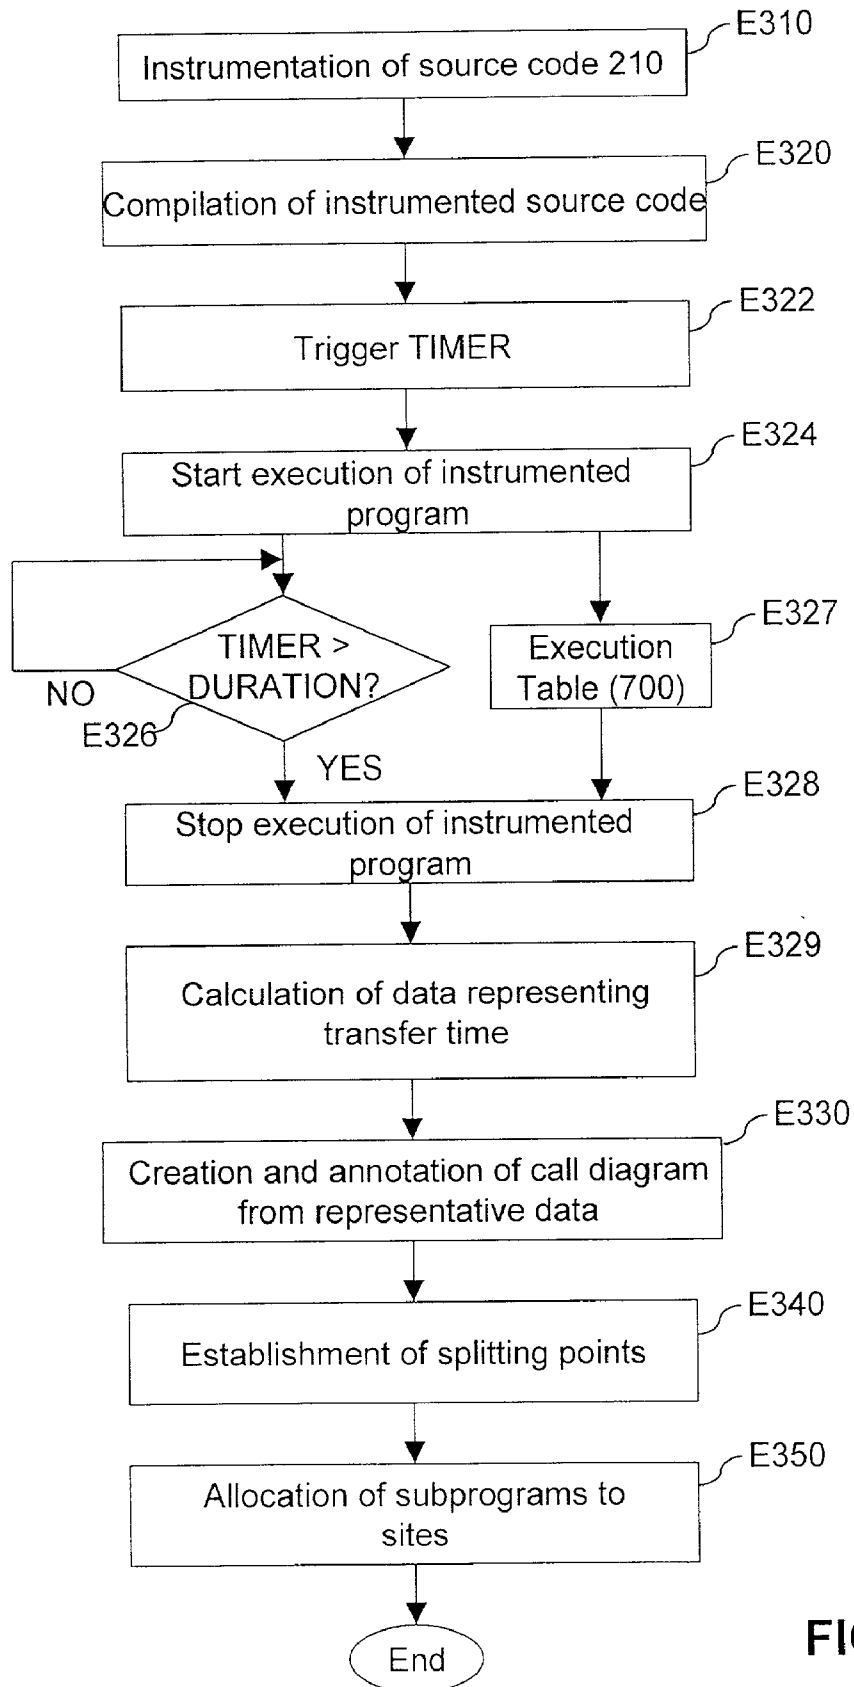 E310
Instrumentation of source code 210
E320
Compilation of instrumented source code
E322
Trigger TIMER
E324
Start execution of instrumented
program
E327
TIMER >
DURATION?
Execution
Table (700)
NO
E326
YES
E328
Stop execution of instrumented
program
E329
Calculation of data representing
transfer time
E330
Creation and annotation of call diagram
from representative data
E340
Establishment of splitting points
E350
Allocation of subprograms to
sites
End